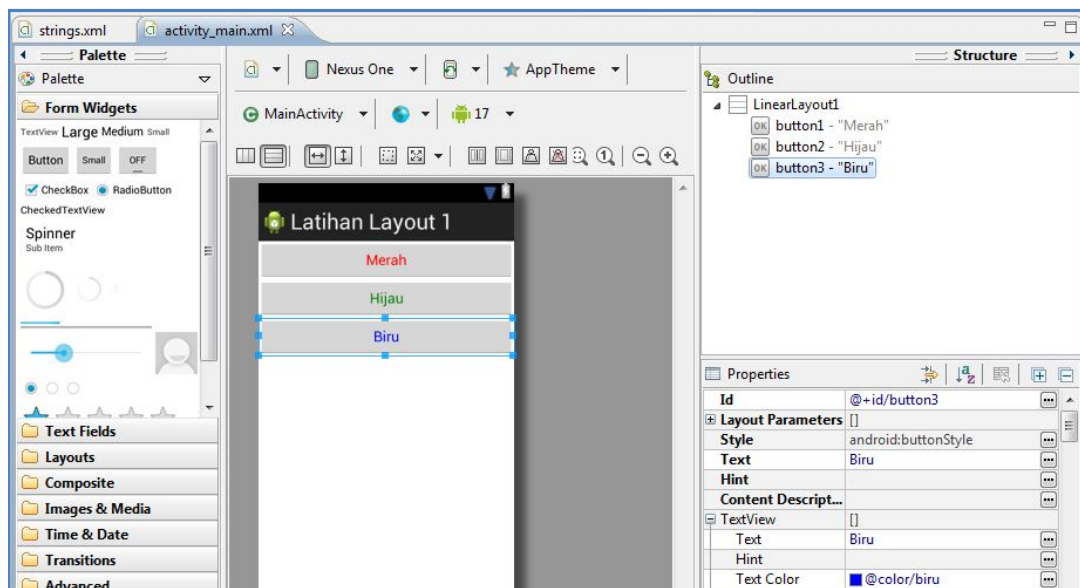 strings.xml
activity_main.xml
Palette
Palette
Form Widgets
TextView Large Medium Small
Button Small OFF
CheckBox RadioButton
CheckedTextView
Spinner
Sub Item
Text Fields
Layouts
Composite
Images & Media
Time & Date
Transitions
Advanced
Nexus One
AppTheme
MainActivity
17
Latihan Layout 1
Merah
Hijau
Biru
Structure
Outline
LinearLayout1
OK button1 - "Merah"
OK button2 - "Hijau"
OK button3 - "Biru"
Properties
Id @+id/button3
Layout Parameters []
Style android:buttonStyle
Text Biru
Hint
Content Descript...
TextView []
Text Biru
Hint
Text Color @color/biru